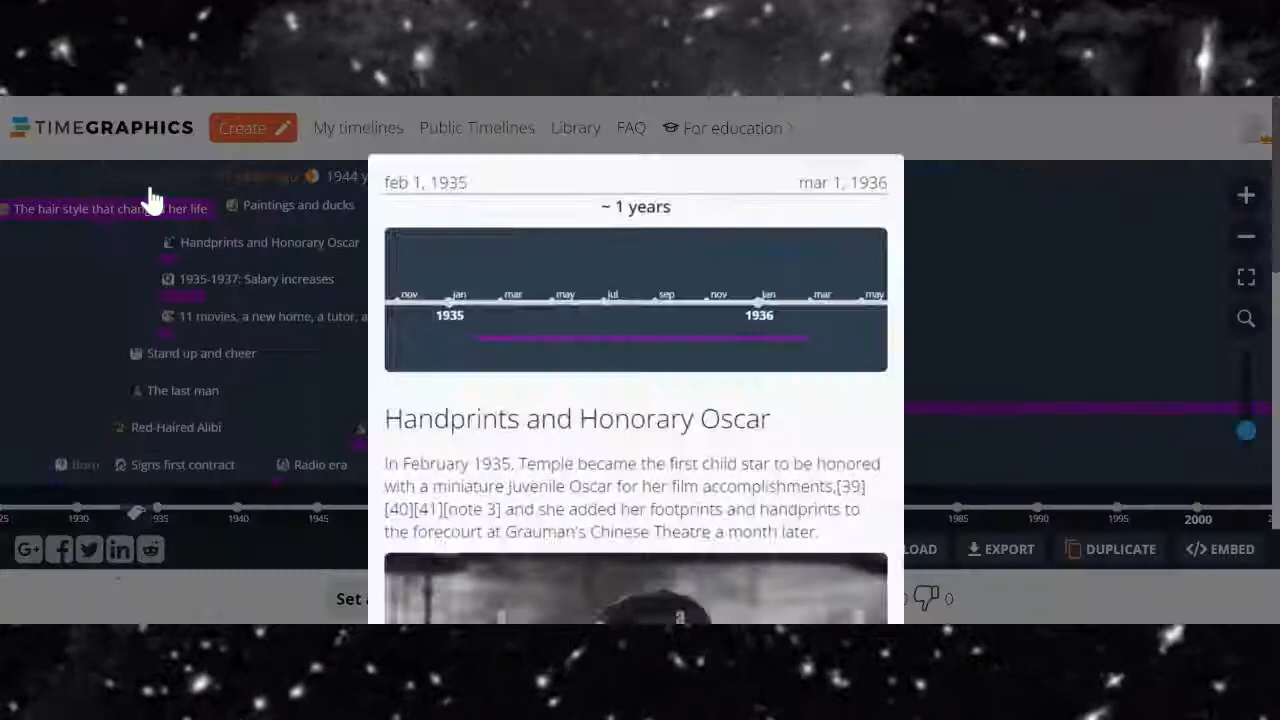 TIMEGRAPHICS
Create
My timelines
Public Timelines
Library
FAQ
For education
1944 y
The hair style that chan her life
Paintings and ducks
Handprints and Honorary Oscar
1935-1937: Salary increases
11 movies, a new home, a tutor, a
Stand up and cheer
The last man
Red-Haired Alibi
Born
Signs first contract
Radio era
25 1930 935 1940 1945
feb 1, 1935
mar 1, 1936
~ 1 years
nov jan mar may jul sep nov jan mar may
1935 1936
Handprints and Honorary Oscar
In February 1935, Temple became the first child star to be honored
with a miniature Juvenile Oscar for her film accomplishments,[39]
[40][41][note 3] and she added her footprints and handprints to
the forecourt at Grauman's Chinese Theatre a month later.
1985 1990 1995 2000 2
LOAD
EXPORT
DUPLICATE
</> EMBED
Set a
0